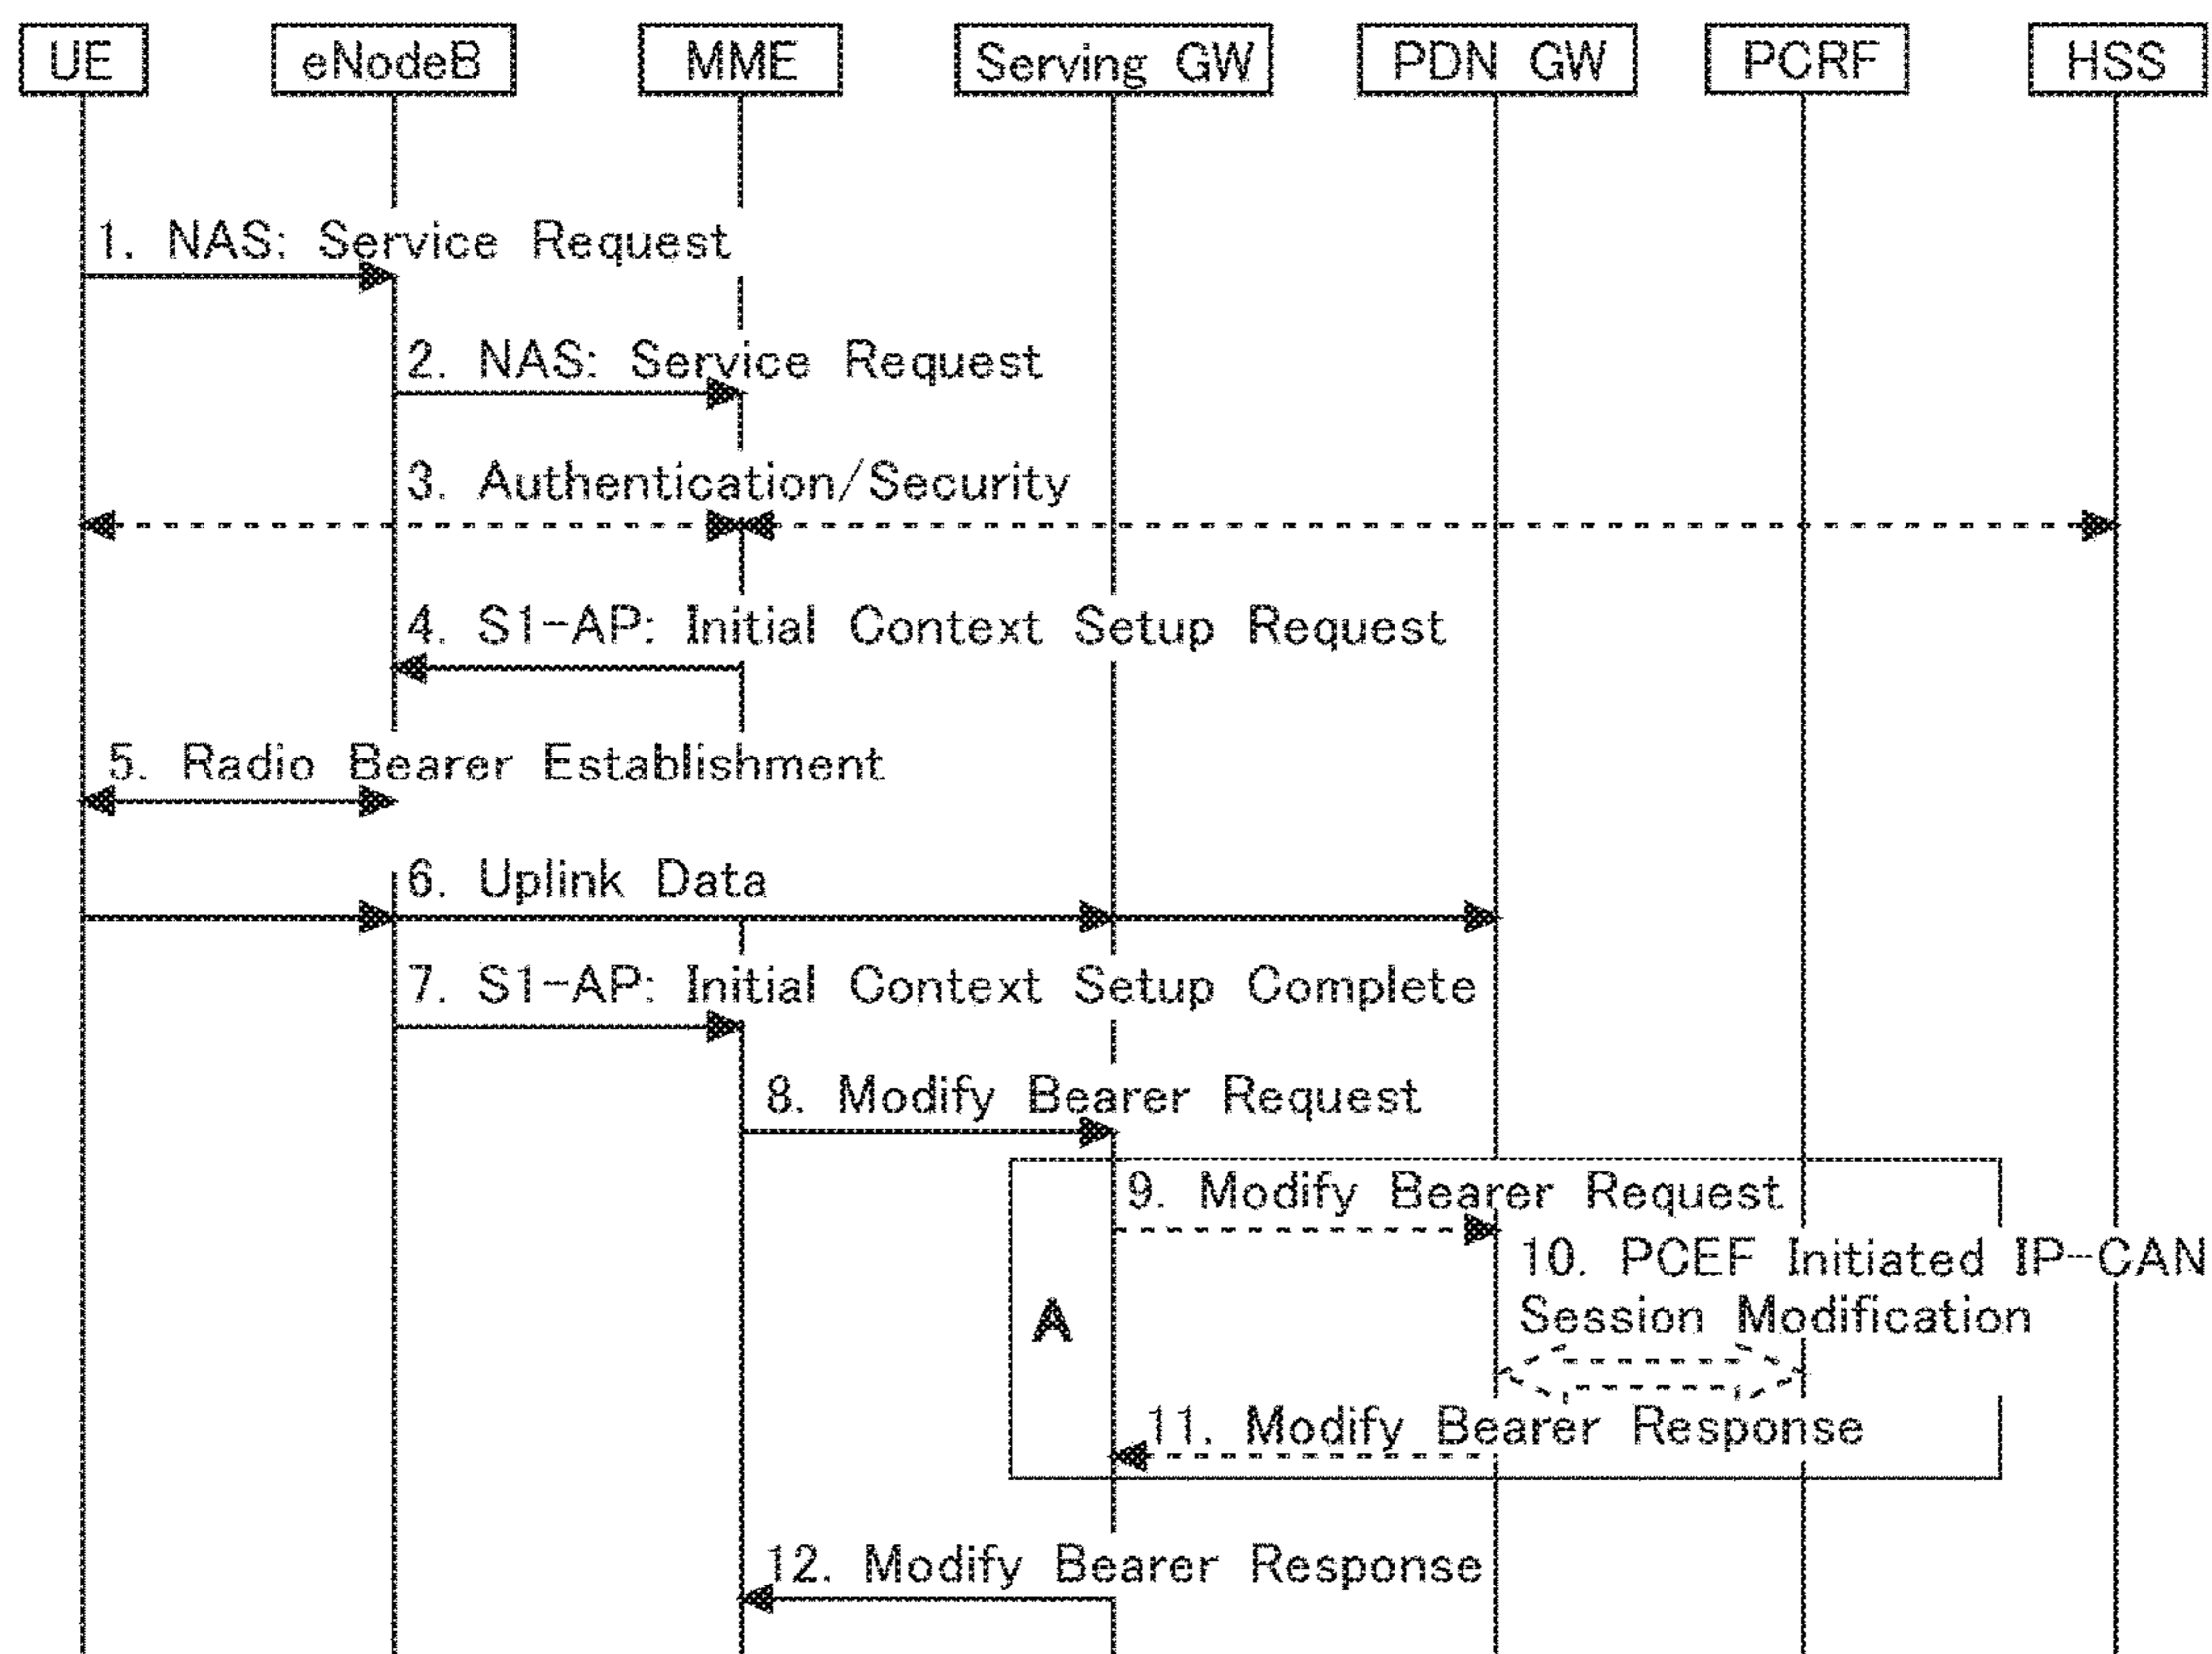 UE eNodeB MME Serving GW PDN GW PCRF HSS
1. NAS: Service Request
2. NAS: Service Request
3. Authentication/Security
4. S1-AP: Initial Context Setup Request
5. Radio Bearer Establishment
6. Uplink Data
7. S1-AP: Initial Context Setup Complete
8. Modify Bearer Request
9. Modify Bearer Request
10. PCEF Initiated IP-CAN
Session Modification
A
11. Modify Bearer Response
12. Modify Bearer Response